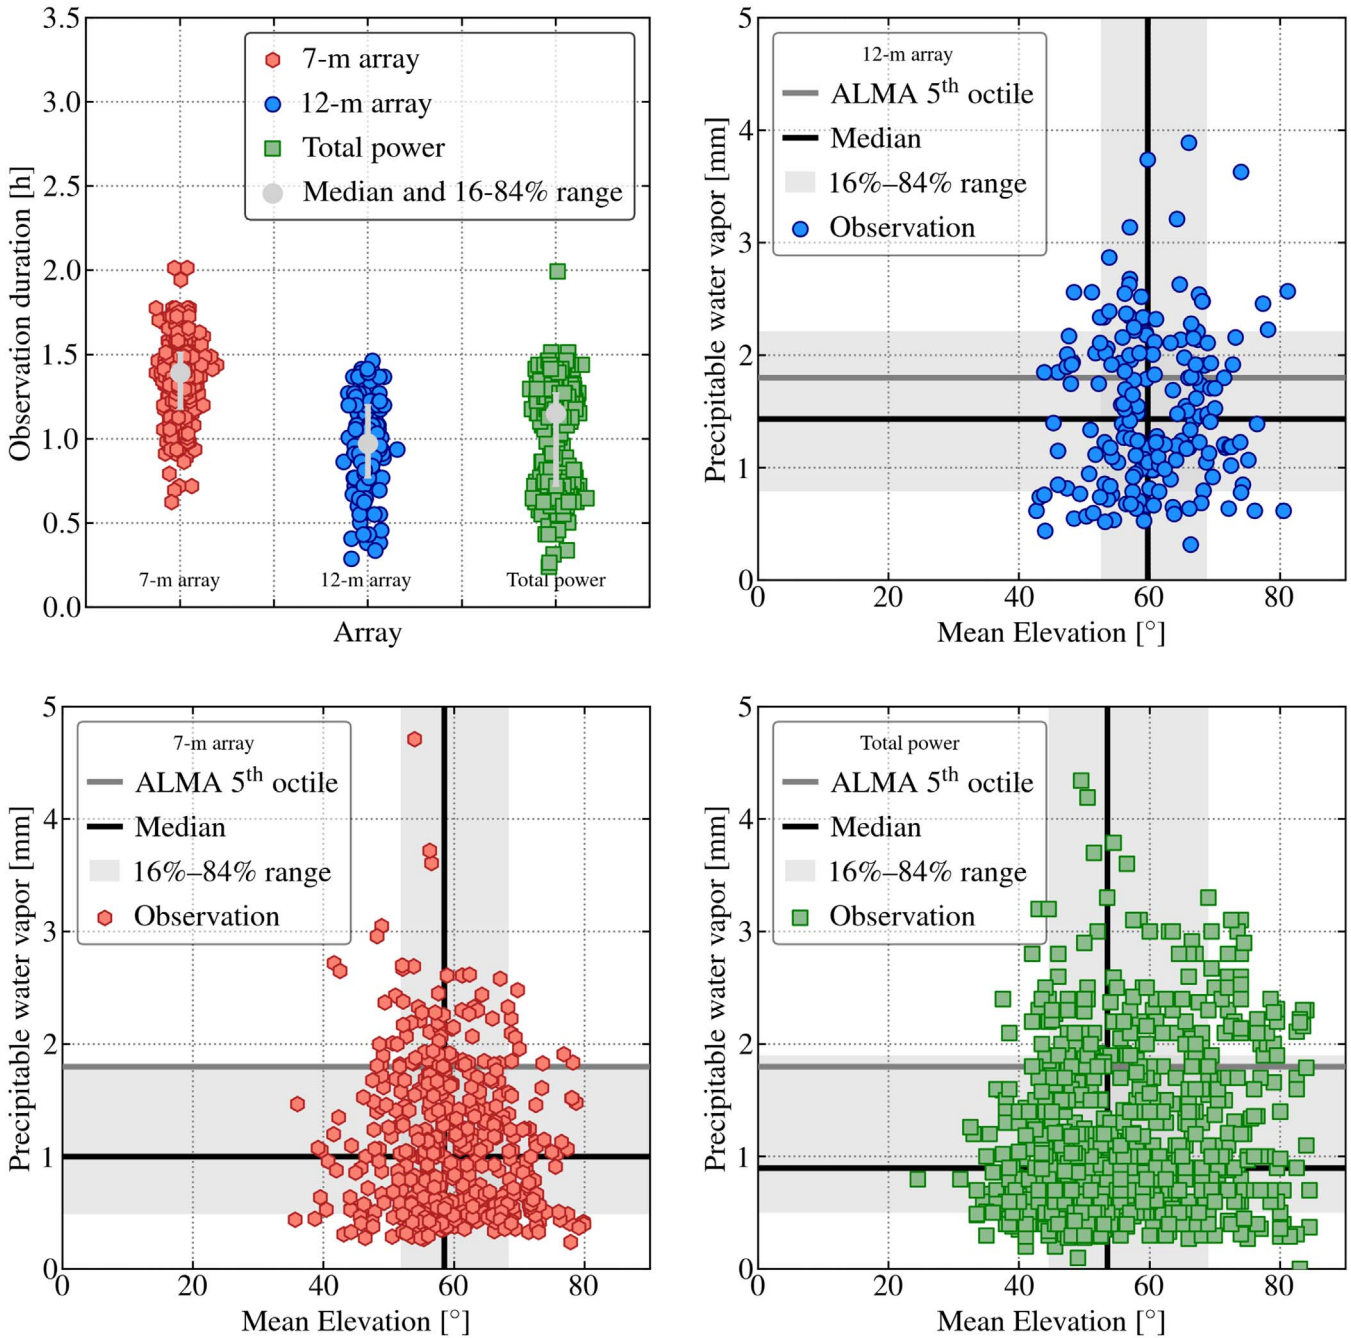 3.5
3.0
2.5
2.0
1.5
1.0
0.5
0.0
Observation duration [h]
7-m array
12-m array
Total power
Median and 16-84% range
7-m array
12-m array
Total power
Array
5
4
3
2
1
0
Precipitable water vapor [mm]
12-m array
ALMA 5th octile
Median
16%–84% range
Observation
0
20
40
60
80
Mean Elevation [°]
5
4
3
2
1
0
Precipitable water vapor [mm]
7-m array
ALMA 5th octile
Median
16%–84% range
Observation
0
20
40
60
80
Mean Elevation [°]
5
4
3
2
1
0
Precipitable water vapor [mm]
Total power
ALMA 5th octile
Median
16%–84% range
Observation
0
20
40
60
80
Mean Elevation [°]